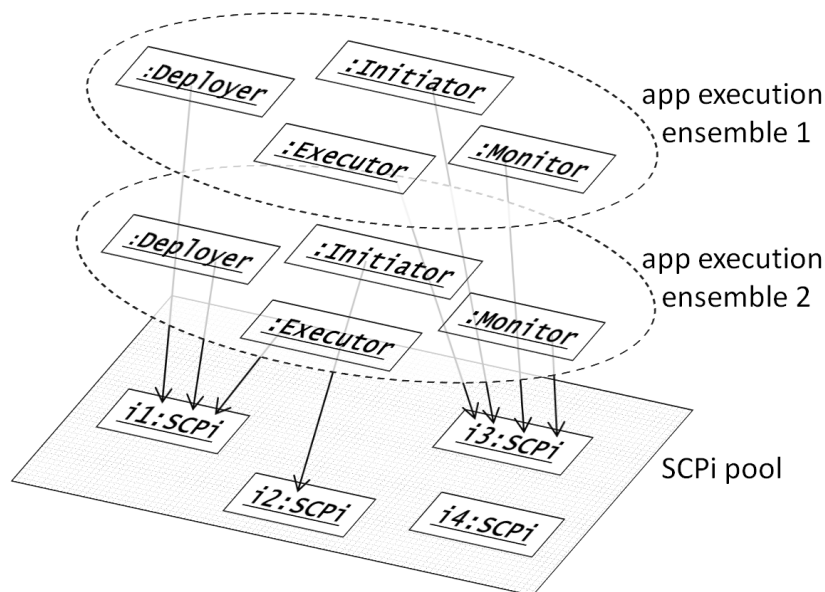 :Deployer
:Initiator
:Executor
:Monitor
app execution
ensemble 1
:Deployer
:Initiator
:Executor
:Monitor
app execution
ensemble 2
i1:SCPi
i3:SCPi
SCPi pool
i2:SCPi
i4:SCPi